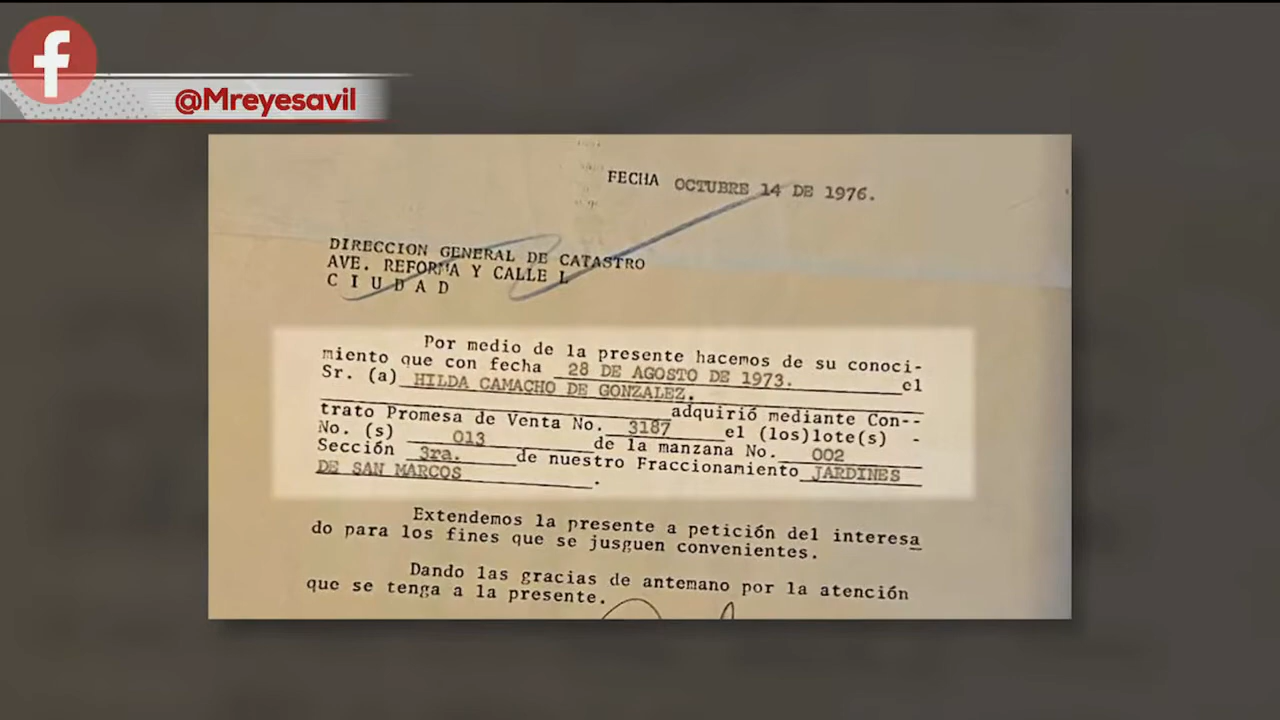 f
@Mreyesavil
FECHA OCTUBRE 14 DE 1976.
DIRECCION GENERAL DE CATASTRO
AVE. REFORMA Y CALLE L
C I U D A D
Por medio de la presente hacemos de su conoci-
miento que con fecha 28 DE AGOSTO DE 1973. el
Sr. (a) HILDA CAMACHO DE GONZALEZ.
adquirió mediante Con--
trato Promesa de Venta No. 3187 el (los)lote(s) -
No. (s) 013 de la manzana No. 002
Sección 3ra. de nuestro Fraccionamiento JARDINES
DE SAN MARCOS.
Extendemos la presente a petición del interesa
do para los fines que se jusguen convenientes.
Dando las gracias de antemano por la atención
que se tenga a la presente.